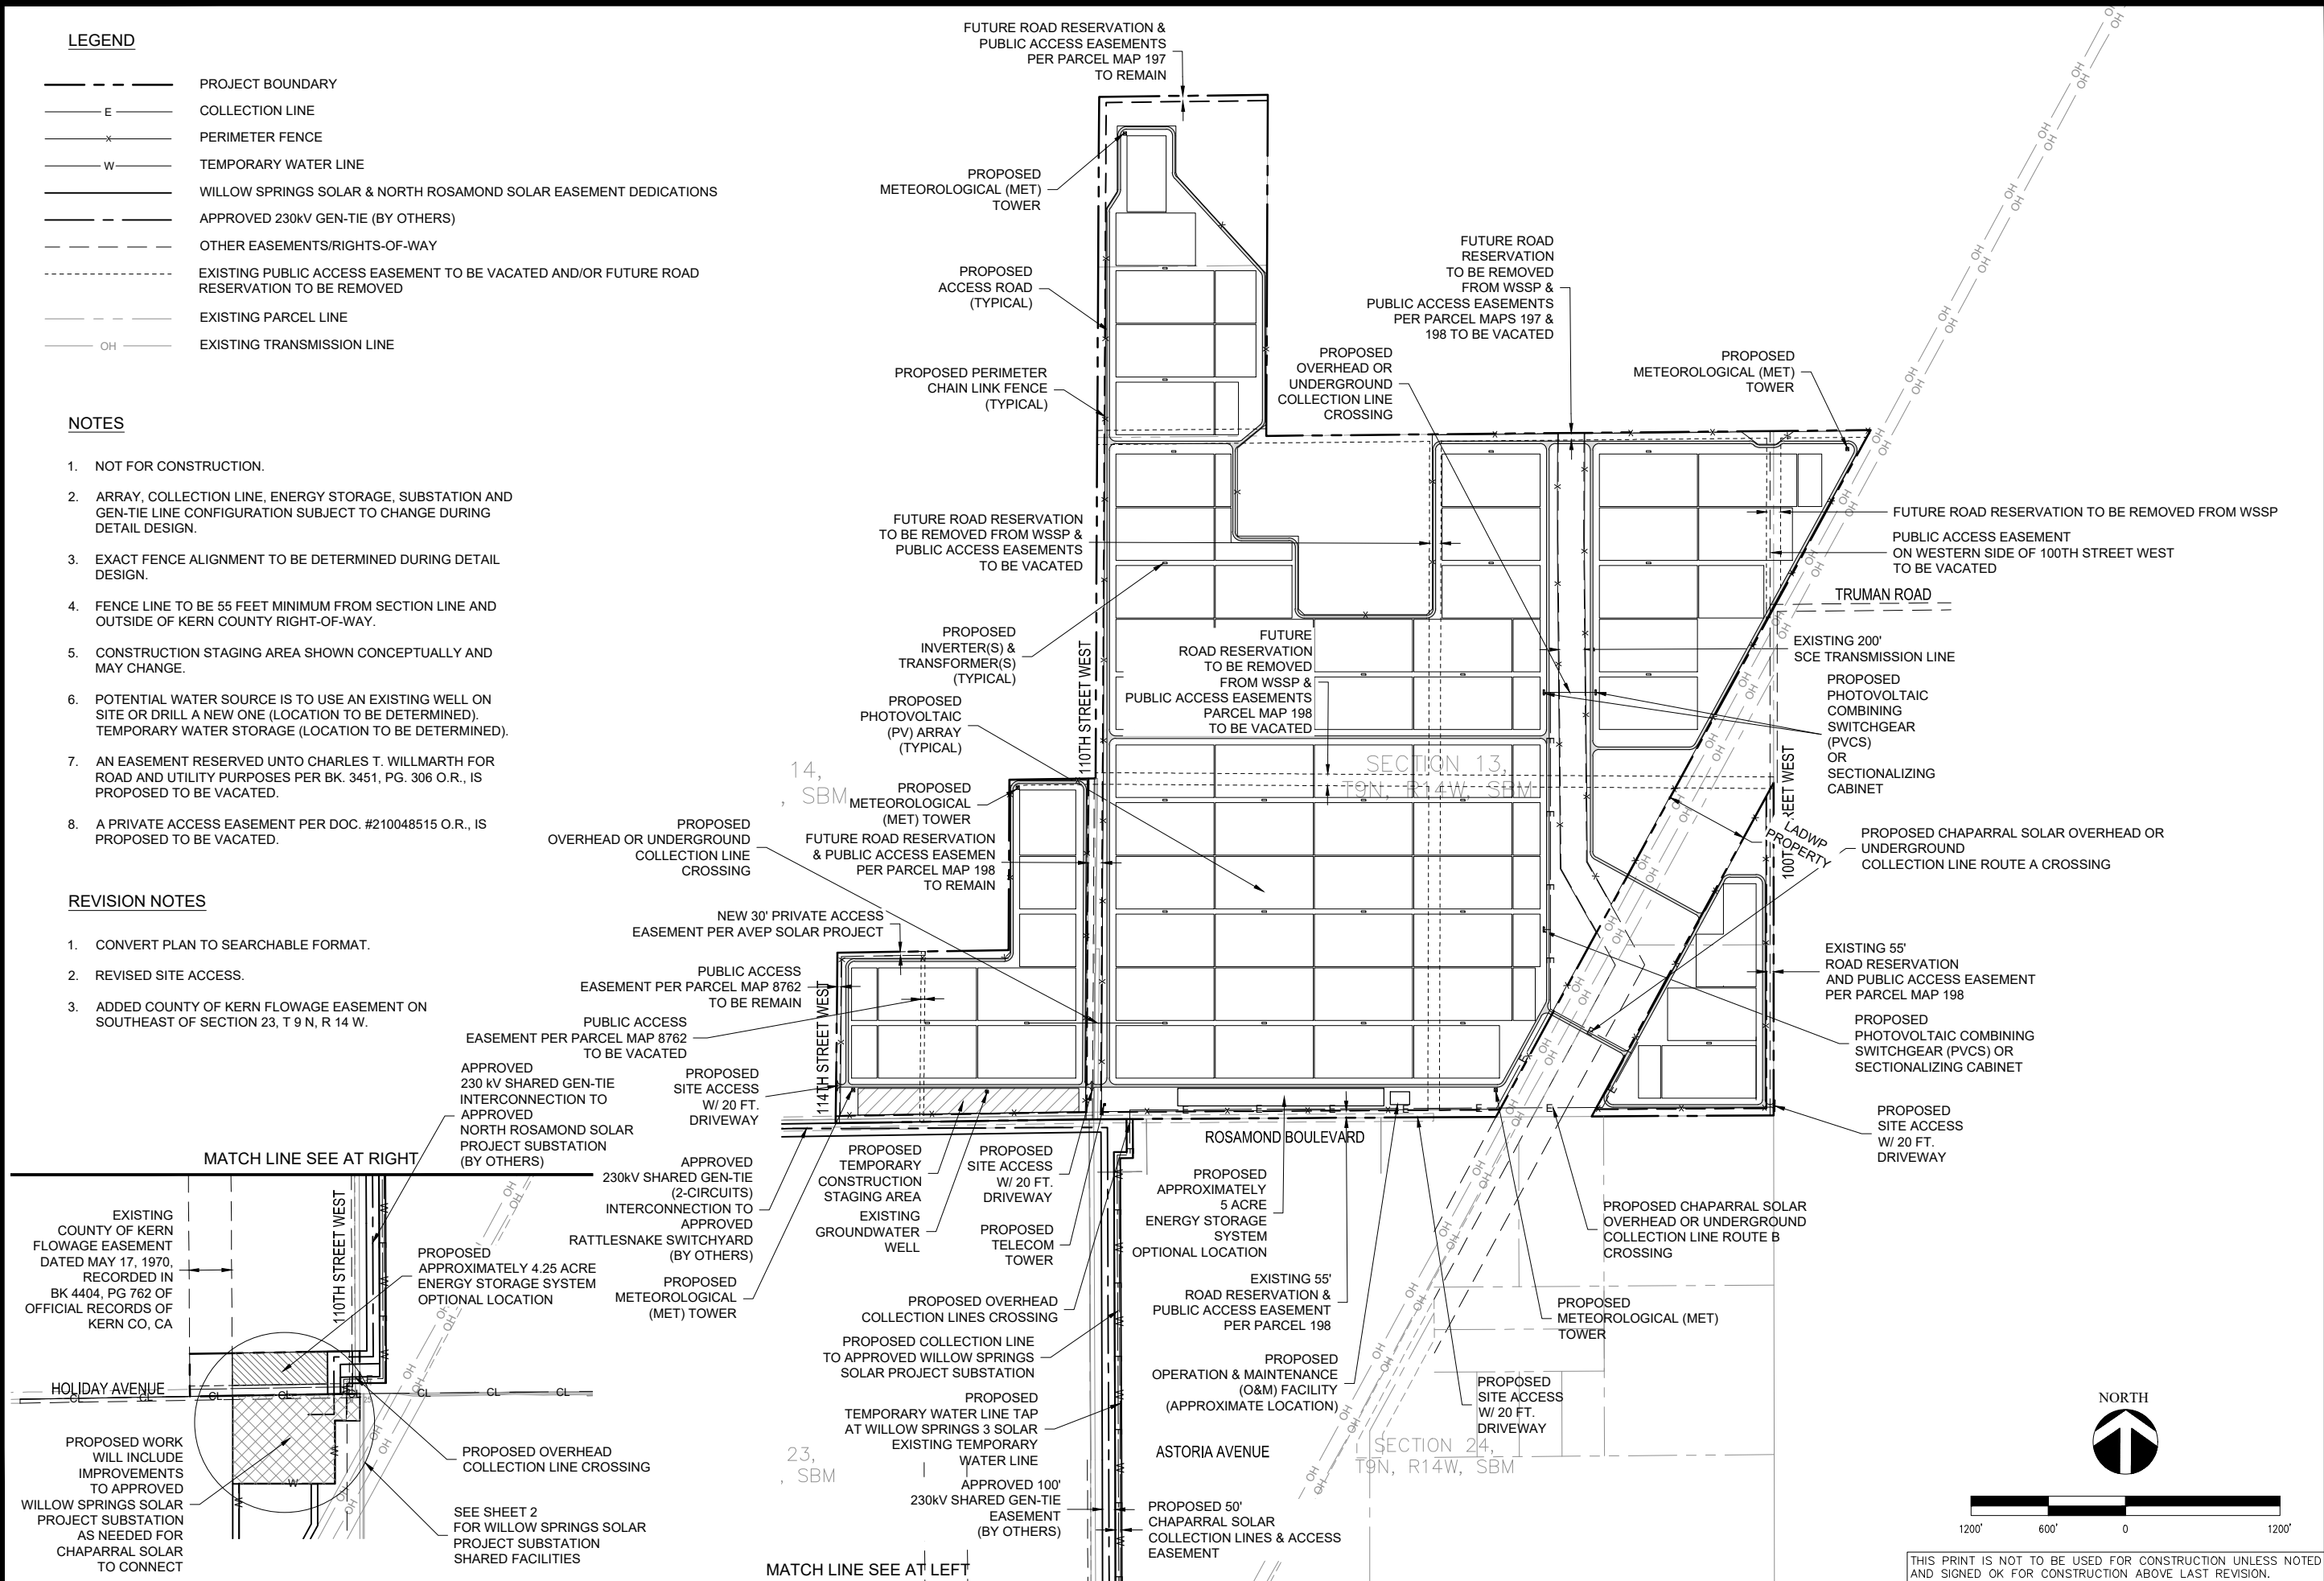 LEGEND
PROJECT BOUNDARY
E
COLLECTION LINE
X
PERIMETER FENCE
W
TEMPORARY WATER LINE
WILLOW SPRINGS SOLAR & NORTH ROSAMOND SOLAR EASEMENT DEDICATIONS
APPROVED 230kV GEN-TIE (BY OTHERS)
OTHER EASEMENTS/RIGHTS-OF-WAY
EXISTING PUBLIC ACCESS EASEMENT TO BE VACATED AND/OR FUTURE ROAD
RESERVATION TO BE REMOVED
EXISTING PARCEL LINE
OH
EXISTING TRANSMISSION LINE
NOTES
1. NOT FOR CONSTRUCTION.
2. ARRAY, COLLECTION LINE, ENERGY STORAGE, SUBSTATION AND
GEN-TIE LINE CONFIGURATION SUBJECT TO CHANGE DURING
DETAIL DESIGN.
3. EXACT FENCE ALIGNMENT TO BE DETERMINED DURING DETAIL
DESIGN.
4. FENCE LINE TO BE 55 FEET MINIMUM FROM SECTION LINE AND
OUTSIDE OF KERN COUNTY RIGHT-OF-WAY.
5. CONSTRUCTION STAGING AREA SHOWN CONCEPTUALLY AND
MAY CHANGE.
6. POTENTIAL WATER SOURCE IS TO USE AN EXISTING WELL ON
SITE OR DRILL A NEW ONE (LOCATION TO BE DETERMINED).
TEMPORARY WATER STORAGE (LOCATION TO BE DETERMINED).
7. AN EASEMENT RESERVED UNTO CHARLES T. WILLMARTH FOR
ROAD AND UTILITY PURPOSES PER BK. 3451, PG. 306 O.R., IS
PROPOSED TO BE VACATED.
8. A PRIVATE ACCESS EASEMENT PER DOC. #210048515 O.R., IS
PROPOSED TO BE VACATED.
REVISION NOTES
1. CONVERT PLAN TO SEARCHABLE FORMAT.
2. REVISED SITE ACCESS.
3. ADDED COUNTY OF KERN FLOWAGE EASEMENT ON
SOUTHEAST OF SECTION 23, T 9 N, R 14 W.
FUTURE ROAD RESERVATION &
PUBLIC ACCESS EASEMENTS
PER PARCEL MAP 197
TO REMAIN
PROPOSED
METEOROLOGICAL (MET)
TOWER
PROPOSED
ACCESS ROAD
(TYPICAL)
PROPOSED PERIMETER
CHAIN LINK FENCE
(TYPICAL)
FUTURE ROAD
RESERVATION
TO BE REMOVED
FROM WSSP &
PUBLIC ACCESS EASEMENTS
PER PARCEL MAPS 197 &
198 TO BE VACATED
PROPOSED
OVERHEAD OR
UNDERGROUND
COLLECTION LINE
CROSSING
PROPOSED
METEOROLOGICAL (MET)
TOWER
FUTURE ROAD RESERVATION
TO BE REMOVED FROM WSSP &
PUBLIC ACCESS EASEMENTS
TO BE VACATED
FUTURE ROAD RESERVATION TO BE REMOVED FROM WSSP
PUBLIC ACCESS EASEMENT
ON WESTERN SIDE OF 100TH STREET WEST
TO BE VACATED
TRUMAN ROAD
EXISTING 200'
SCE TRANSMISSION LINE
PROPOSED
INVERTER(S) &
TRANSFORMER(S)
(TYPICAL)
110TH STREET WEST
FUTURE
ROAD RESERVATION
TO BE REMOVED
FROM WSSP &
PUBLIC ACCESS EASEMENTS
PARCEL MAP 198
TO BE VACATED
PROPOSED
PHOTOVOLTAIC
COMBINING
SWITCHGEAR
(PVCS)
OR
SECTIONALIZING
CABINET
PROPOSED
PHOTOVOLTAIC
(PV) ARRAY
(TYPICAL)
14,
, SBM
SECTION 13,
T9N, R14W, SBM
PROPOSED
METEOROLOGICAL
(MET) TOWER
PROPOSED
OVERHEAD OR UNDERGROUND
COLLECTION LINE
CROSSING
FUTURE ROAD RESERVATION
& PUBLIC ACCESS EASEMEN
PER PARCEL MAP 198
TO REMAIN
LADWP
PROPERTY
100T REET WEST
PROPOSED CHAPARRAL SOLAR OVERHEAD OR
UNDERGROUND
COLLECTION LINE ROUTE A CROSSING
NEW 30' PRIVATE ACCESS
EASEMENT PER AVEP SOLAR PROJECT
PUBLIC ACCESS
EASEMENT PER PARCEL MAP 8762
TO BE REMAIN
PUBLIC ACCESS
EASEMENT PER PARCEL MAP 8762
TO BE VACATED
114TH STREET WEST
EXISTING 55'
ROAD RESERVATION
AND PUBLIC ACCESS EASEMENT
PER PARCEL MAP 198
PROPOSED
PHOTOVOLTAIC COMBINING
SWITCHGEAR (PVCS) OR
SECTIONALIZING CABINET
PROPOSED
SITE ACCESS
W/ 20 FT.
DRIVEWAY
APPROVED
230 kV SHARED GEN-TIE
INTERCONNECTION TO
APPROVED
NORTH ROSAMOND SOLAR
PROJECT SUBSTATION
(BY OTHERS)
PROPOSED
SITE ACCESS
W/ 20 FT.
DRIVEWAY
ROSAMOND BOULEVARD
MATCH LINE SEE AT RIGHT
APPROVED
230kV SHARED GEN-TIE
(2-CIRCUITS)
INTERCONNECTION TO
APPROVED
RATTLESNAKE SWITCHYARD
(BY OTHERS)
PROPOSED
TEMPORARY
CONSTRUCTION
STAGING AREA
EXISTING
GROUNDWATER
WELL
PROPOSED
SITE ACCESS
W/ 20 FT.
DRIVEWAY
PROPOSED
TELECOM
TOWER
PROPOSED
APPROXIMATELY
5 ACRE
ENERGY STORAGE
SYSTEM
OPTIONAL LOCATION
PROPOSED CHAPARRAL SOLAR
OVERHEAD OR UNDERGROUND
COLLECTION LINE ROUTE B
CROSSING
EXISTING
COUNTY OF KERN
FLOWAGE EASEMENT
DATED MAY 17, 1970,
RECORDED IN
BK 4404, PG 762 OF
OFFICIAL RECORDS OF
KERN CO, CA
110TH STREET WEST
PROPOSED
APPROXIMATELY 4.25 ACRE
ENERGY STORAGE SYSTEM
OPTIONAL LOCATION
PROPOSED
METEOROLOGICAL
(MET) TOWER
PROPOSED OVERHEAD
COLLECTION LINES CROSSING
EXISTING 55'
ROAD RESERVATION &
PUBLIC ACCESS EASEMENT
PER PARCEL 198
PROPOSED
METEOROLOGICAL (MET)
TOWER
PROPOSED COLLECTION LINE
TO APPROVED WILLOW SPRINGS
SOLAR PROJECT SUBSTATION
PROPOSED
OPERATION & MAINTENANCE
(O&M) FACILITY
(APPROXIMATE LOCATION)
PROPOSED
SITE ACCESS
W/ 20 FT.
DRIVEWAY
HOLIDAY AVENUE
CL CL CL CL CL CL CL CL
PROPOSED
TEMPORARY WATER LINE TAP
AT WILLOW SPRINGS 3 SOLAR
EXISTING TEMPORARY
WATER LINE
ASTORIA AVENUE
SECTION 24,
T9N, R14W, SBM
23,
, SBM
PROPOSED WORK
WILL INCLUDE
IMPROVEMENTS
TO APPROVED
WILLOW SPRINGS SOLAR
PROJECT SUBSTATION
AS NEEDED FOR
CHAPARRAL SOLAR
TO CONNECT
PROPOSED OVERHEAD
COLLECTION LINE CROSSING
SEE SHEET 2
FOR WILLOW SPRINGS SOLAR
PROJECT SUBSTATION
SHARED FACILITIES
APPROVED 100'
230kV SHARED GEN-TIE
EASEMENT
(BY OTHERS)
PROPOSED 50'
CHAPARRAL SOLAR
COLLECTION LINES & ACCESS
EASEMENT
MATCH LINE SEE AT LEFT
NORTH
1200' 600' 0 1200'
THIS PRINT IS NOT TO BE USED FOR CONSTRUCTION UNLESS NOTED
AND SIGNED OK FOR CONSTRUCTION ABOVE LAST REVISION.